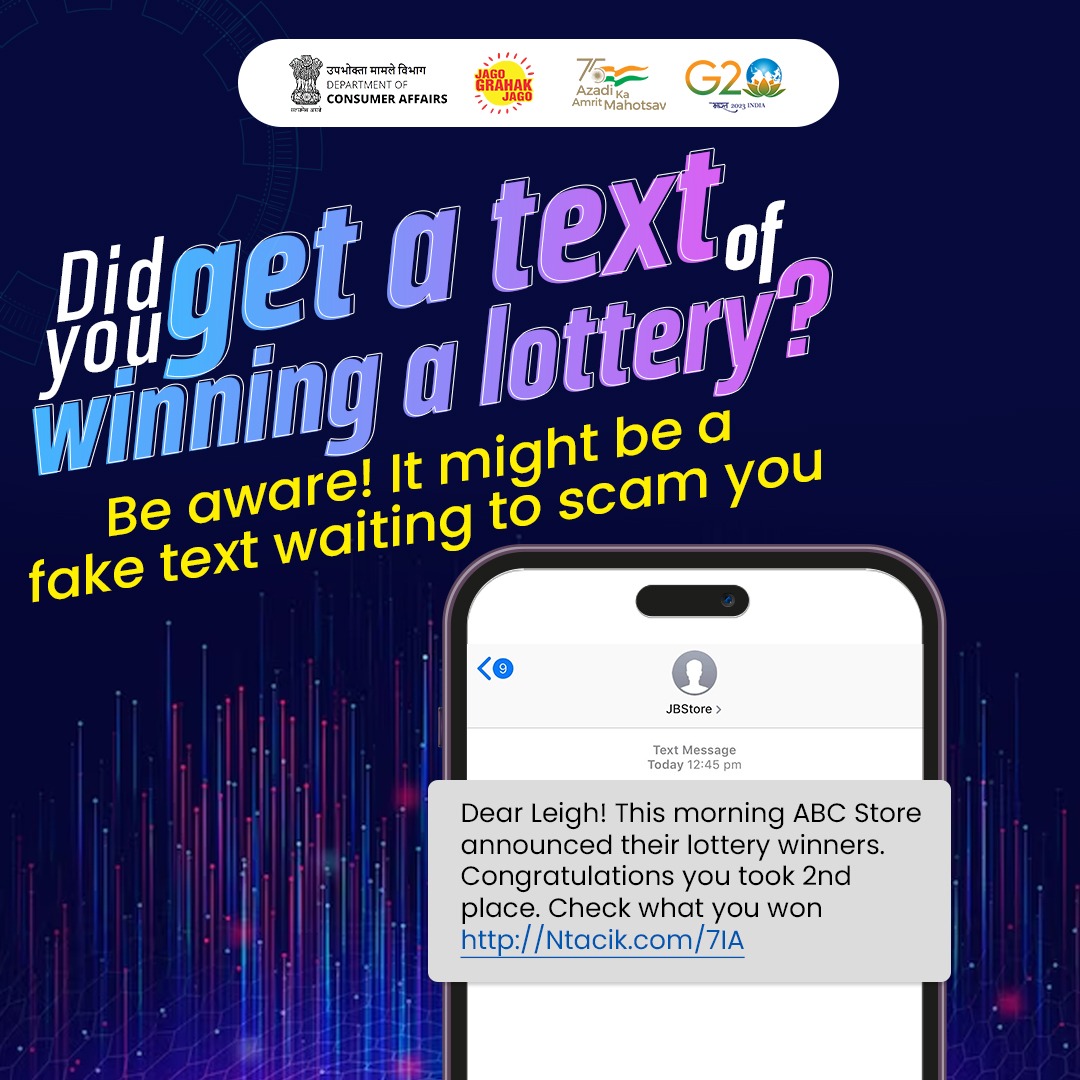 उपभोक्ता मामले विभाग
DEPARTMENT OF
CONSUMER AFFAIRS
सत्यमेव जयते
JAGO
GRAHAK
JAGO
75
Azadi Ka
Amrit Mahotsav
G20
भारत 2023 INDIA
Did you get a text of
winning a lottery?
Be aware! It might be a
fake text waiting to scam you
9
JBStore >
Text Message
Today 12:45 pm
Dear Leigh! This morning ABC Store
announced their lottery winners.
Congratulations you took 2nd
place. Check what you won
http://Ntacik.com/7IA